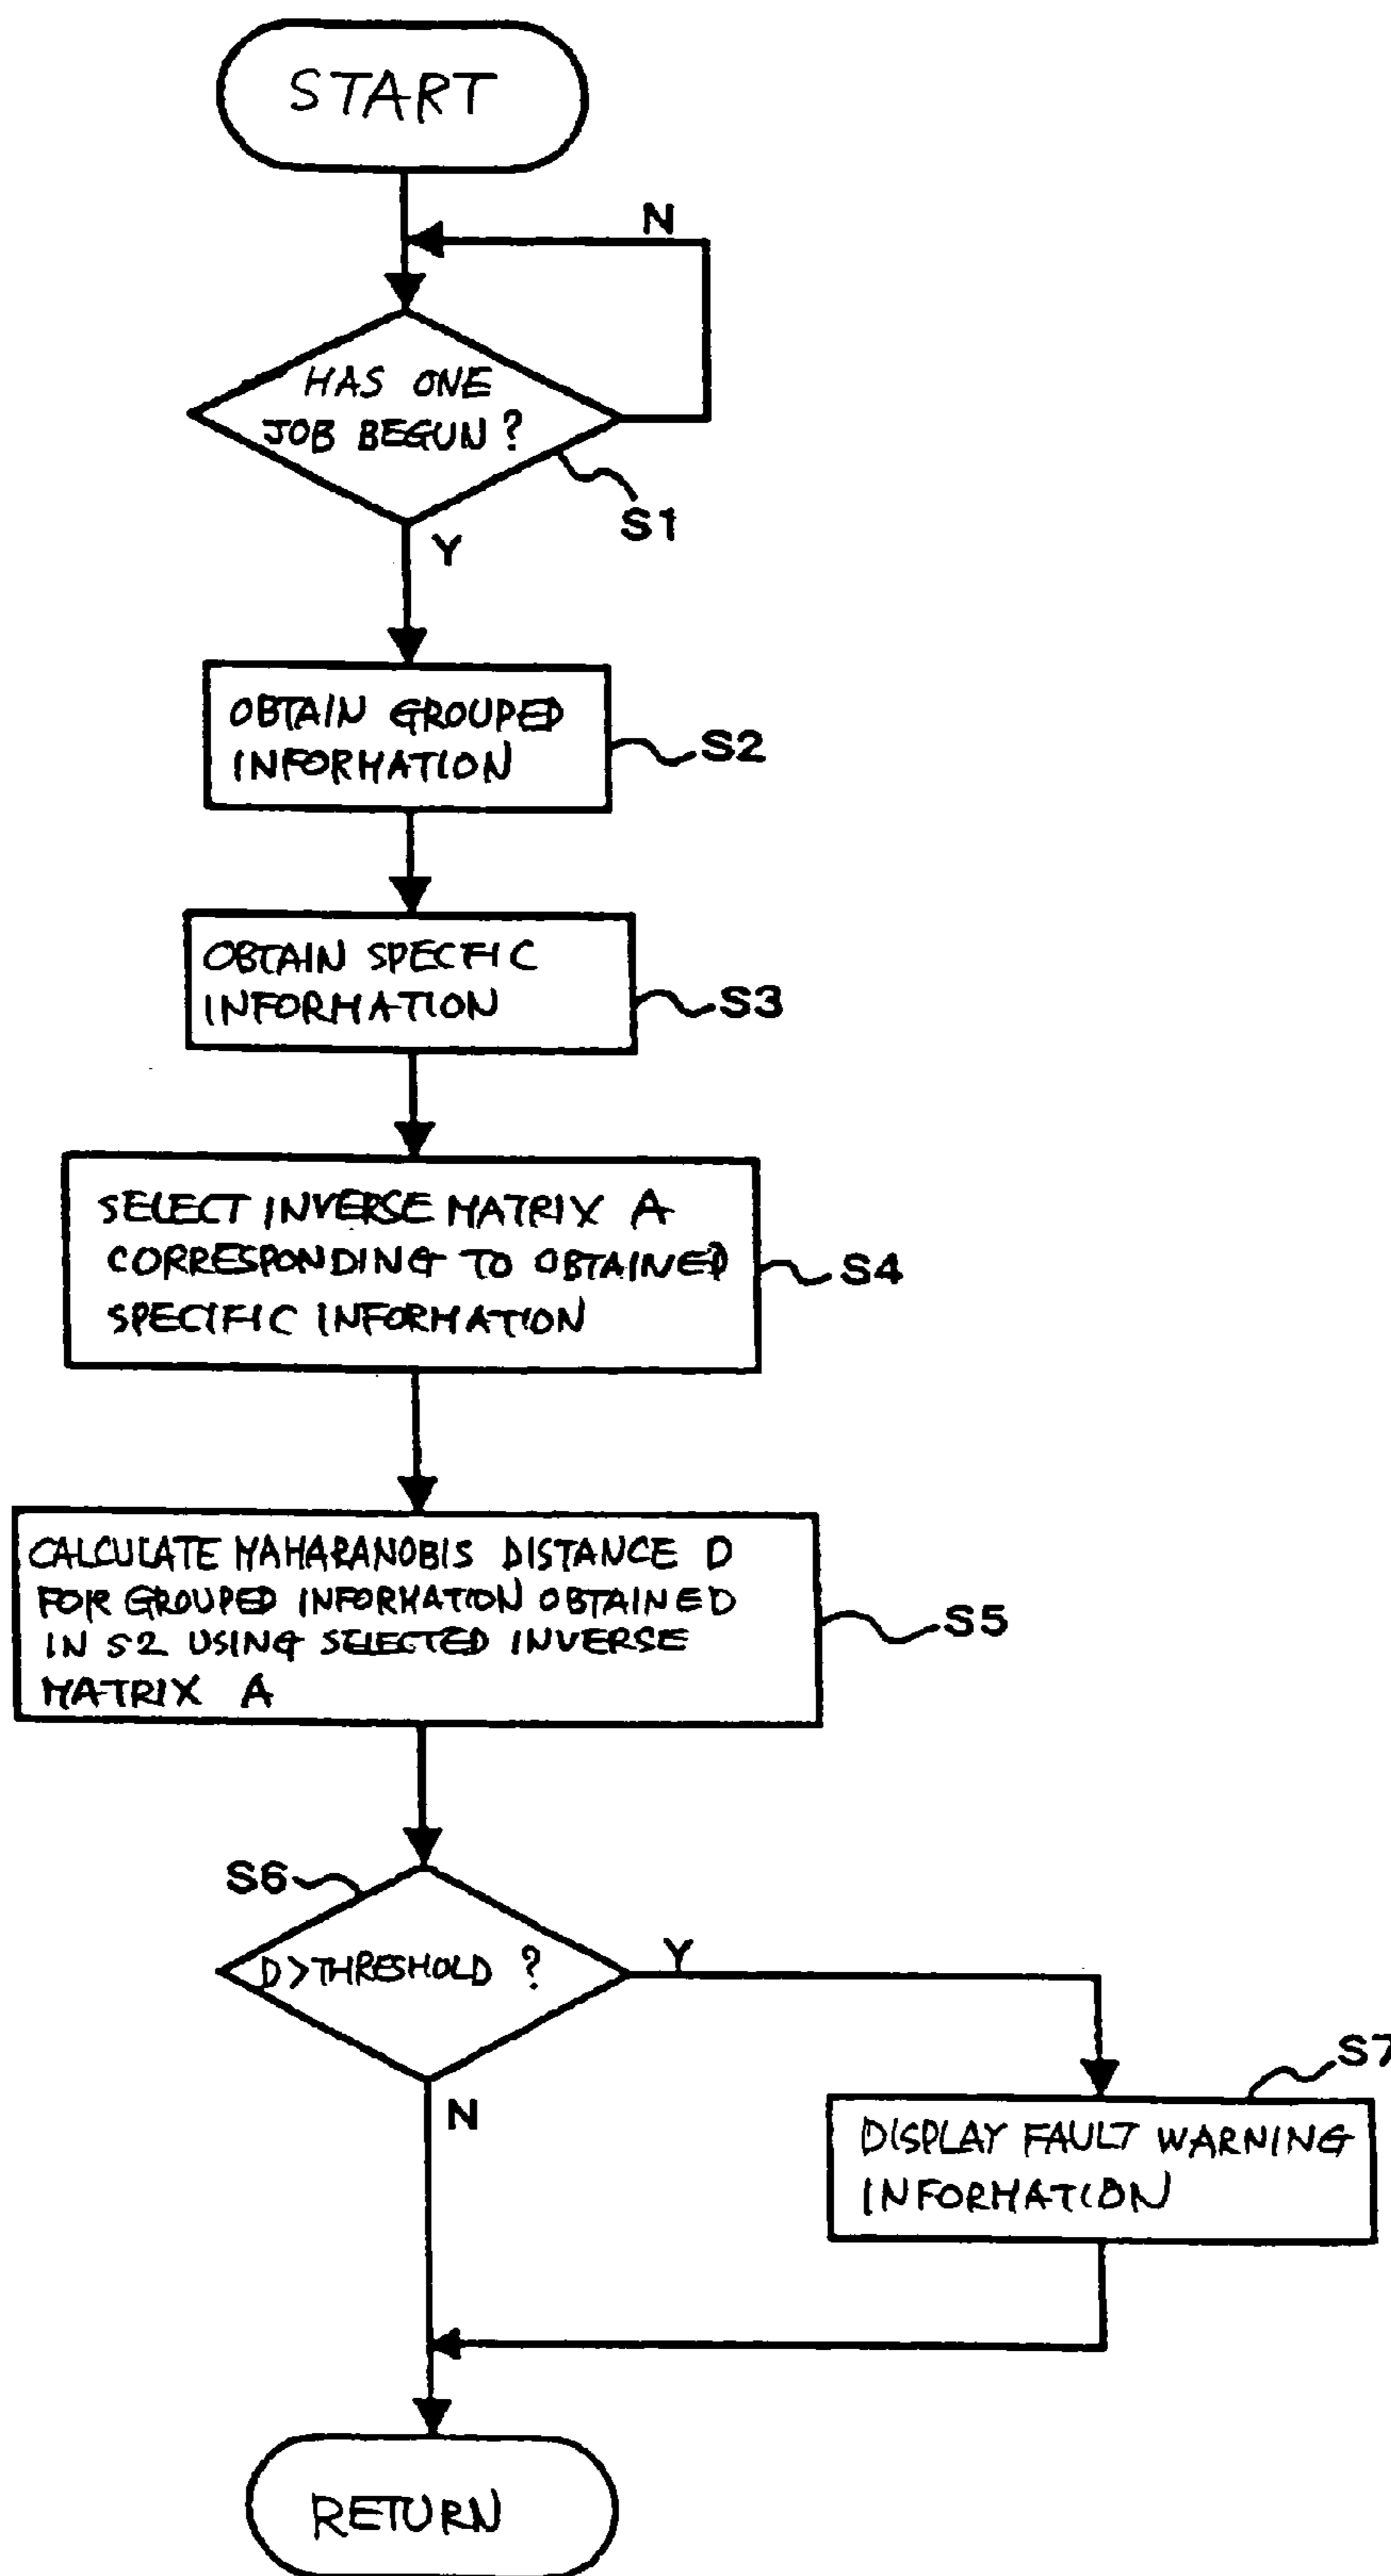 START
N
HAS ONE
JOB BEGUN ?
S1
Y
OBTAIN GROUPED
INFORMATION
S2
OBTAIN SPECFIC
INFORMATION
S3
SELECT INVERSE MATRIX A
CORRESPONDING TO OBTAINED
SPECIFIC INFORMATION
S4
CALCULATE MAHARANOBIS DISTANCE D
FOR GROUPED INFORMATION OBTAINED
IN S2 USING SELECTED INVERSE
MATRIX A
S5
S6
D>THRESHOLD ?
Y
N
S7
DISPLAY FAULT WARNING
INFORMATION
RETURN